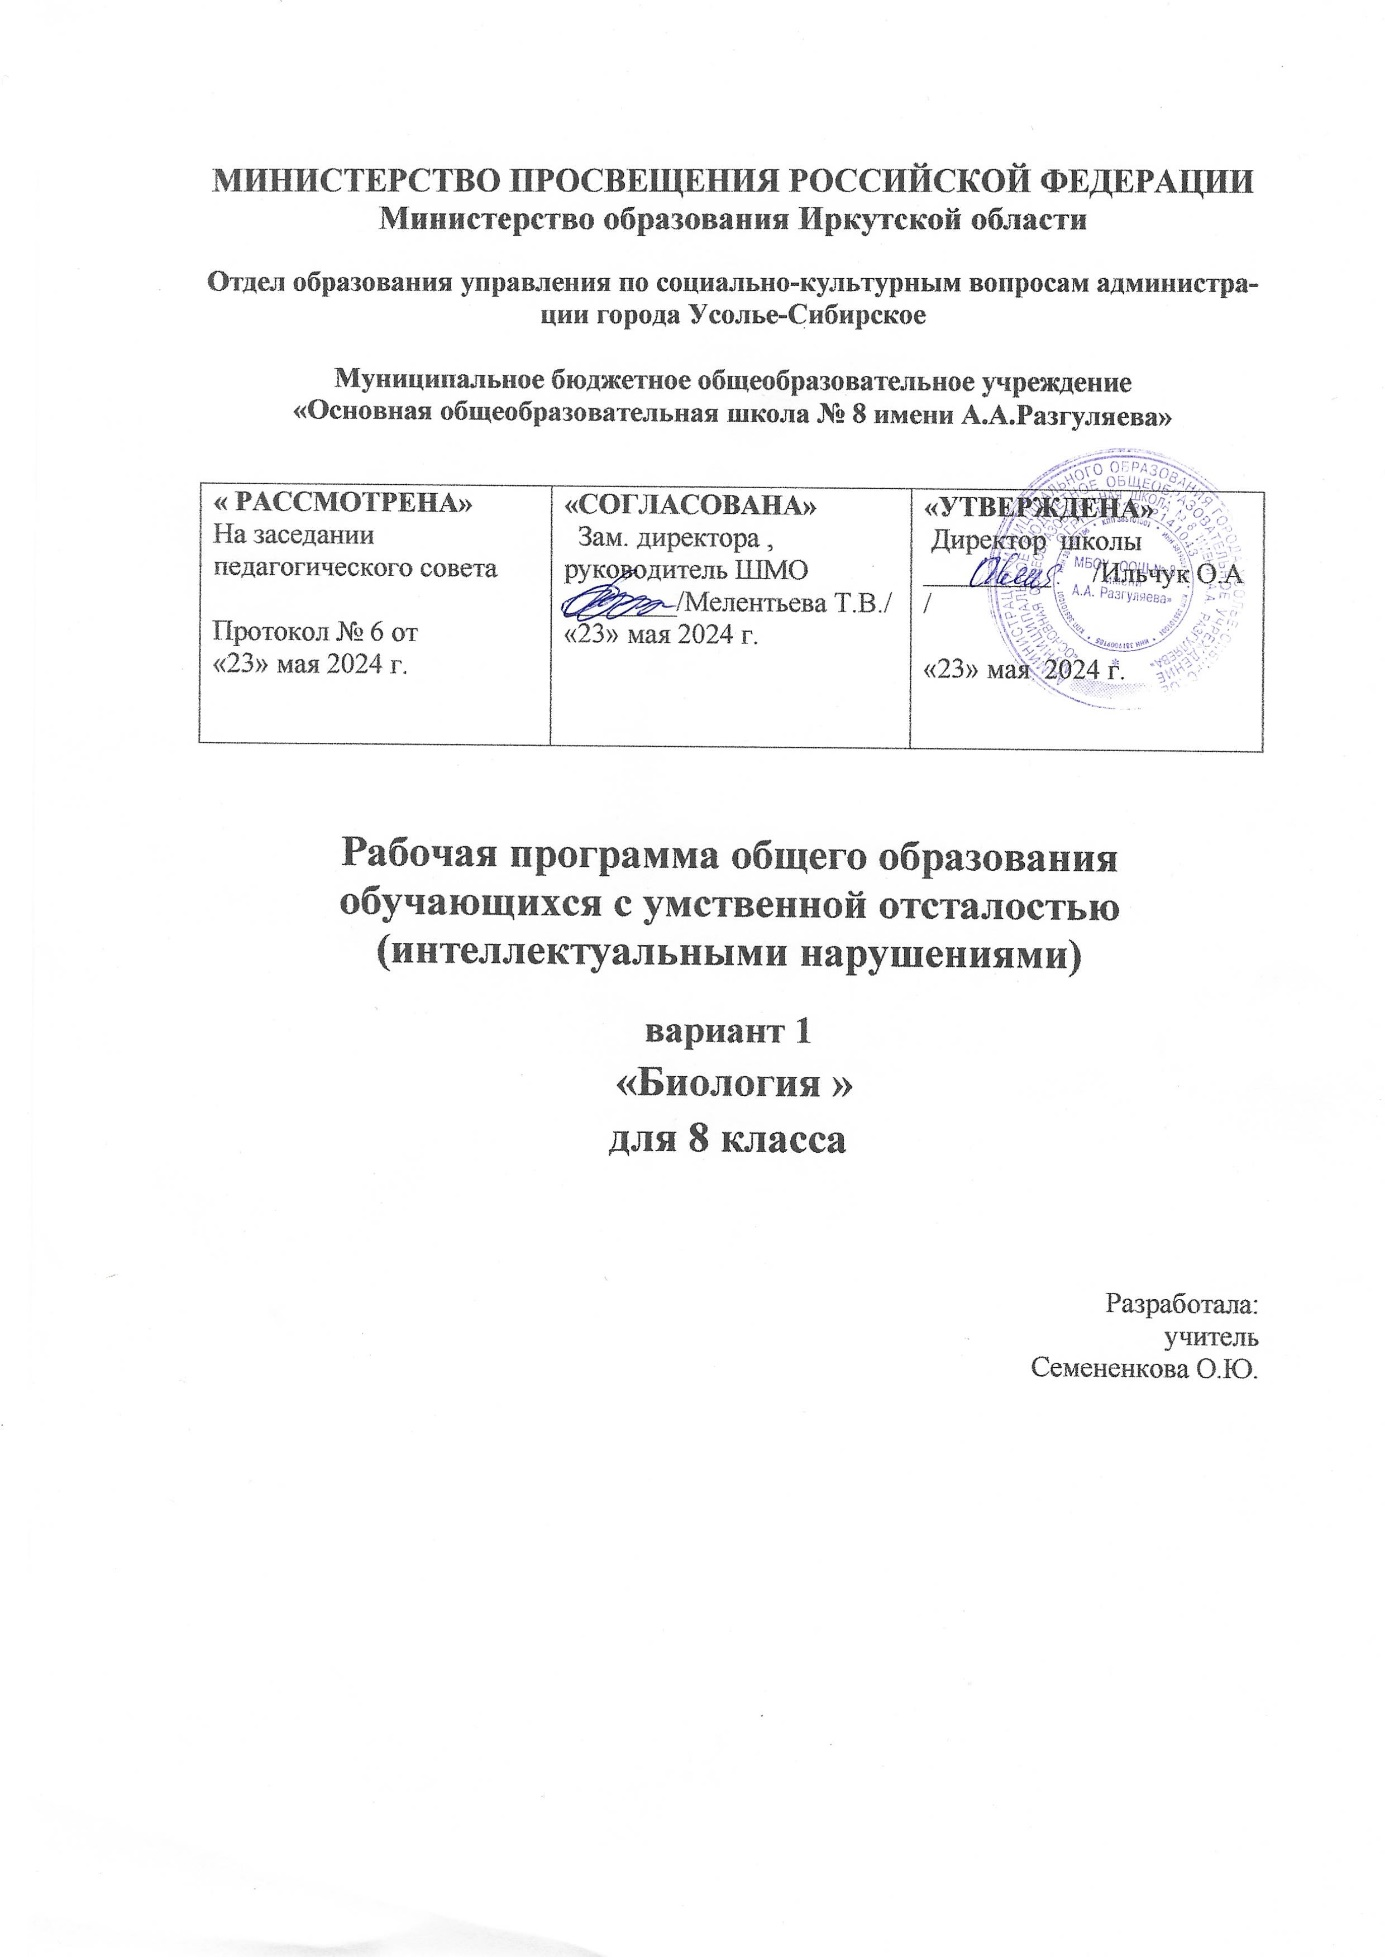 МИНИСТЕРСТВО ПРОСВЕЩЕНИЯ РОССИЙСКОЙ ФЕДЕРАЦИИ
Министерство образования Иркутской области
Отдел образования управления по социально-культурным вопросам администра-
ции города Усолье-Сибирское
Муниципальное бюджетное общеобразовательное учреждение
«Основная общеобразовательная школа № 8 имени А.А.Разгуляева»
« РАССМОТРЕНА»
На заседании
педагогического совета
Протокол № 6 от
«23» мая 2024 г.
«СОГЛАСОВАНА»
Зам. директора ,
руководитель ШМО
/Мелентьева Т.В./
«23» мая 2024 г.
«УТВЕРЖДЕНА»
Директор школы
/Ильчук О.А
/
«23» мая 2024 г.
А.А. Разгуляева»
Рабочая программа общего образования
обучающихся с умственной отсталостью
(интеллектуальными нарушениями)
вариант 1
«Биология »
для 8 класса
Разработала:
учитель
Семененкова О.Ю.